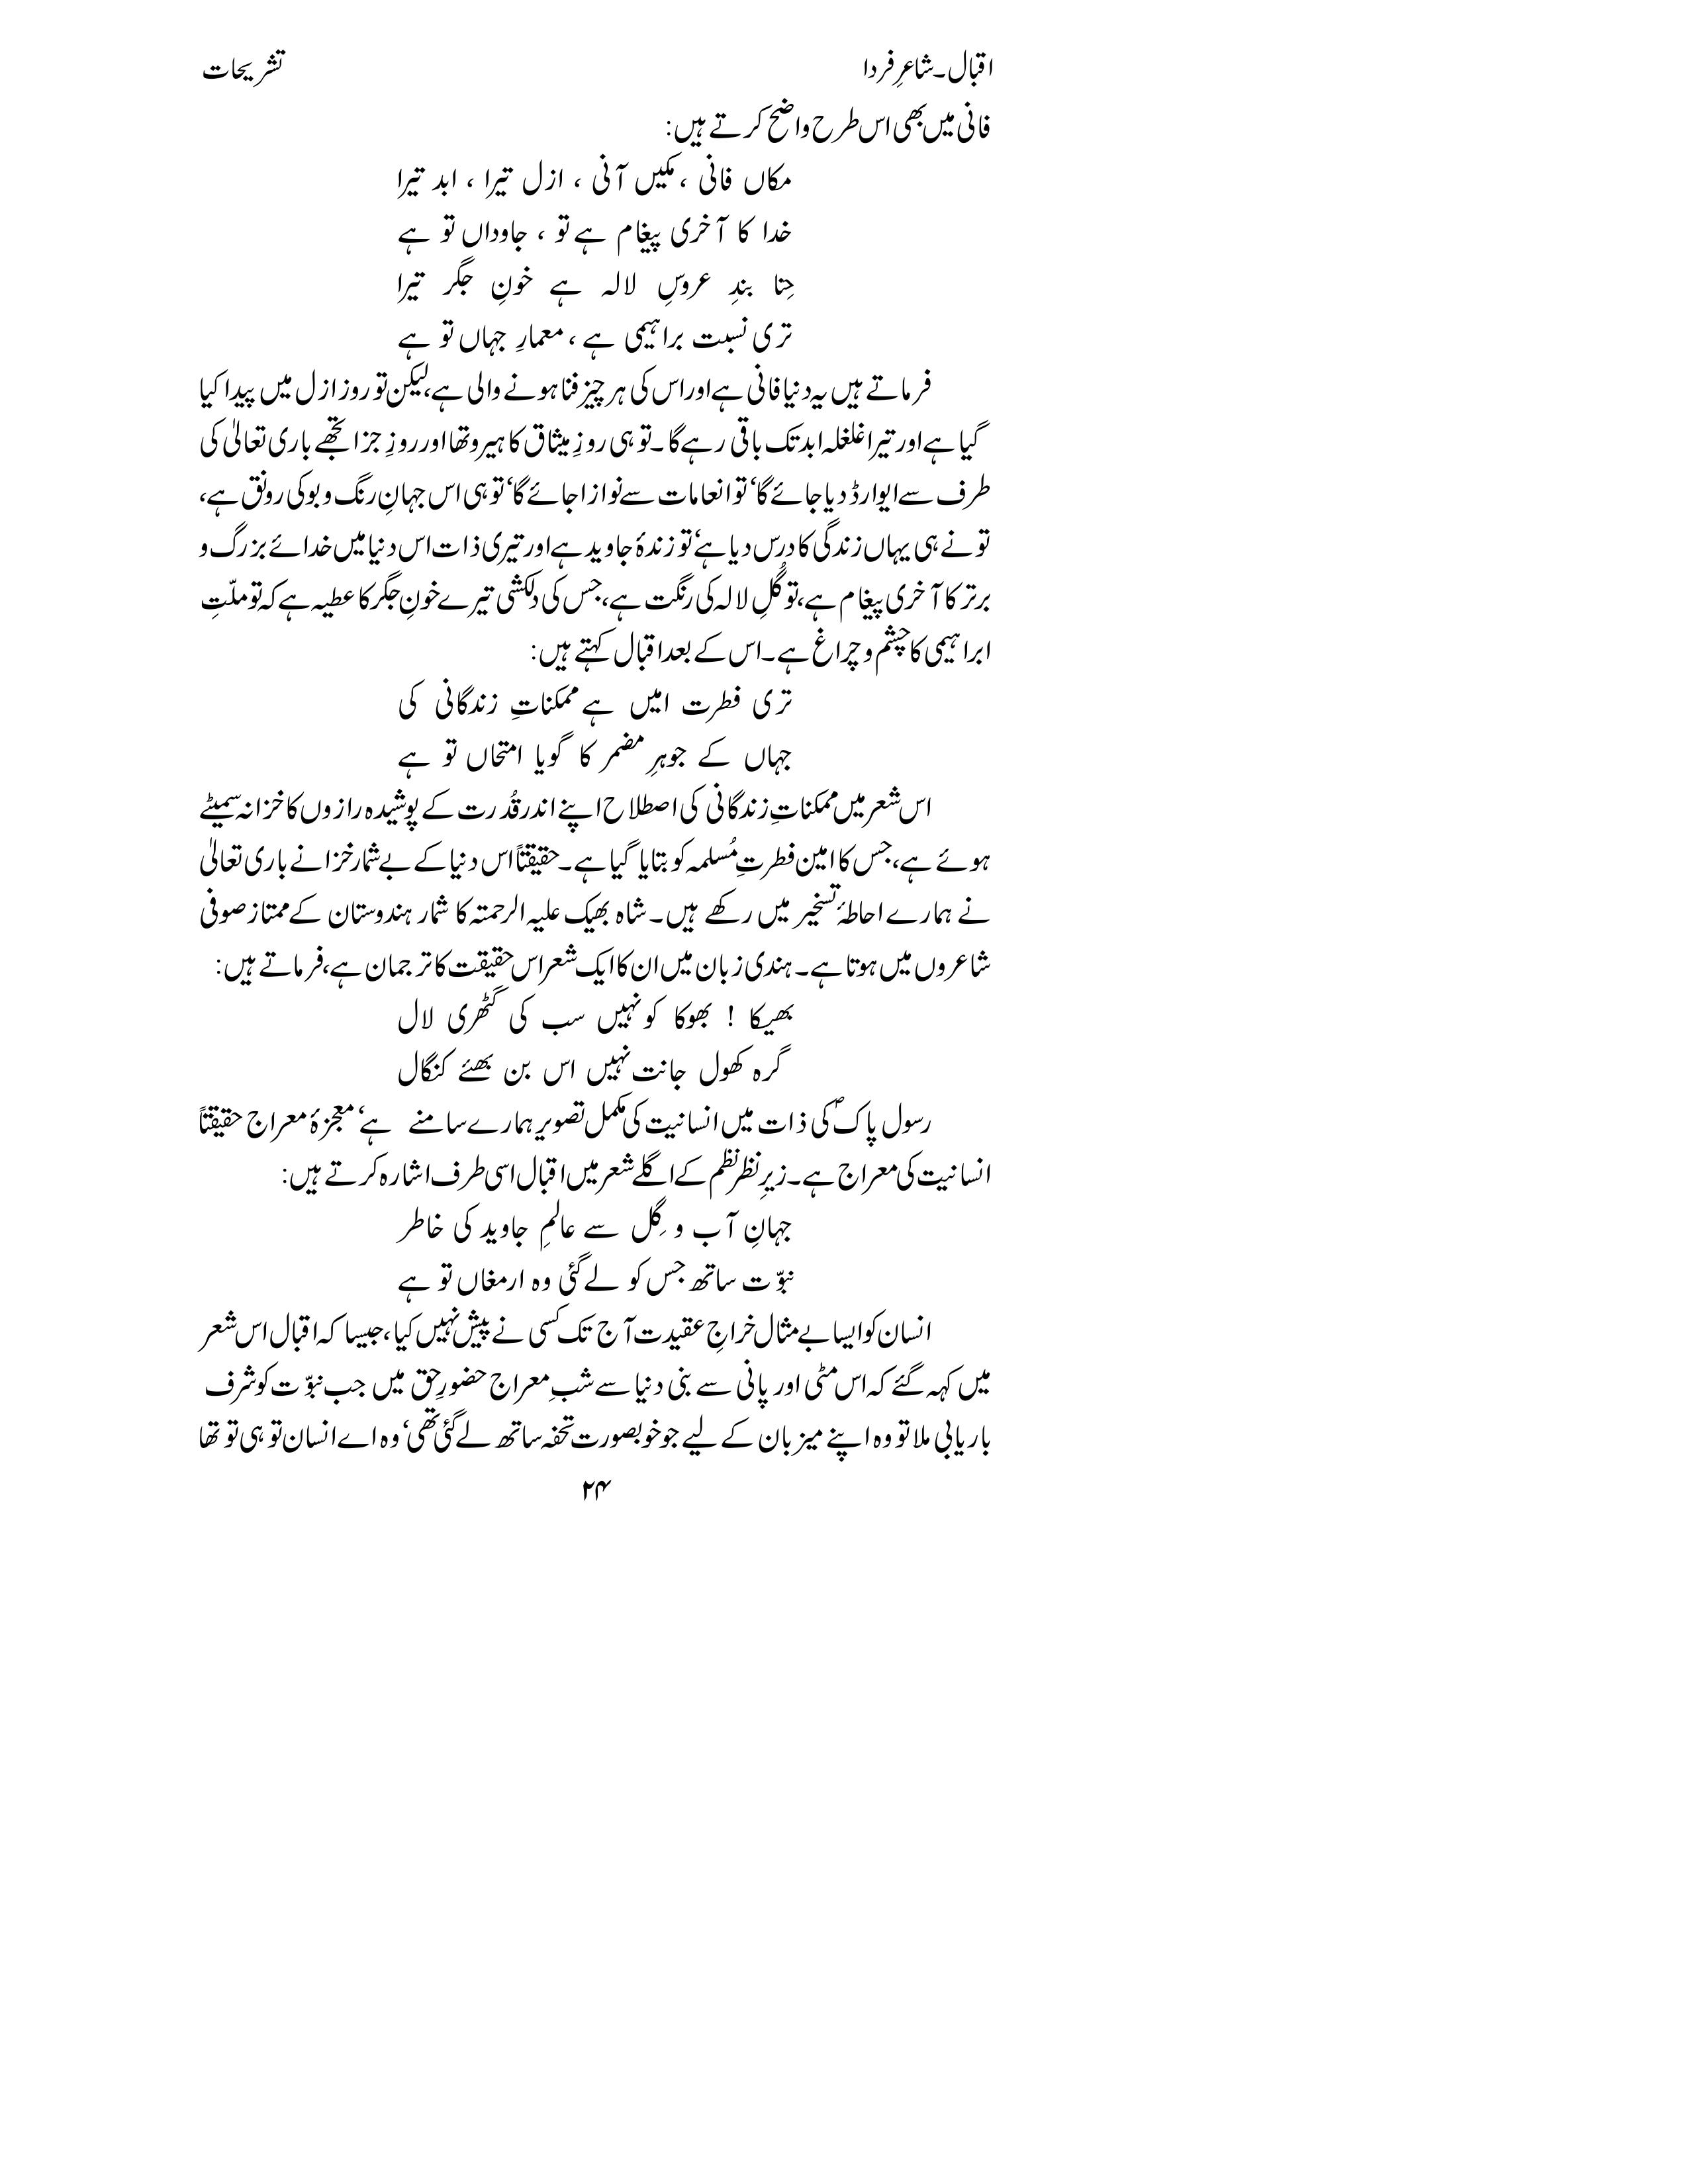 اقبال۔شاعرِ فردا تشریحات
فانی میں بھی اس طرح واضح کرتے ہیں:
مکاں فانی ، مکیں آنی ، ازل تیرا ، ابد تیرا
خدا کا آخری پیغام ہے تو ، جاوداں تو ہے
حِنا بندِ عروسِ لالہ ہے خونِ جگر تیرا
تری نسبت براہیمی ہے ، معمارِ جہاں تو ہے
فرماتے ہیں یہ دنیا فانی ہے اور اس کی ہر چیز فنا ہونے والی ہے، لیکن تو روز ازل میں پیدا کیا
گیا ہے اور تیرا غلغلہ ابد تک باقی رہے گا۔ تو ہی روزِ میثاق کا ہیرو تھا اور روزِ جزا تجھے باری تعالیٰ کی
طرف سے ایوارڈ دیا جائے گا‘ تو انعامات سے نوازا جائے گا‘ تو ہی اس جہانِ رنگ و بو کی رونق ہے،
تو نے ہی یہاں زندگی کا درس دیا ہے‘ تو زندۂ جاوید ہے اور تیری ذات اس دنیا میں خدائے بزرگ و
برتر کا آخری پیغام ہے، تو گُلِ لالہ کی رنگت ہے، جس کی دلکشی تیرے خونِ جگر کا عطیہ ہے کہ تو ملّتِ
ابراہیمی کا چشم و چراغ ہے۔ اس کے بعد اقبال کہتے ہیں:
تری فطرت امیں ہے ممکناتِ زندگانی کی
جہاں کے جوہرِ مضمر کا گویا امتحاں تو ہے
اس شعر میں ممکناتِ زندگانی کی اصطلاح اپنے اندر قُدرت کے پوشیدہ رازوں کا خزانہ سمیٹے
ہوئے ہے، جس کا امین فطرتِ مُسلمہ کو بتایا گیا ہے۔ حقیقتاً اس دنیا کے بے شمار خزانے باری تعالیٰ
نے ہمارے احاطۂ تسخیر میں رکھے ہیں۔ شاہ بھیک علیہ الرحمتہ کا شمار ہندوستان کے ممتاز صوفی
شاعروں میں ہوتا ہے۔ ہندی زبان میں ان کا ایک شعر اس حقیقت کا ترجمان ہے، فرماتے ہیں:
بھیکا ! بھوکا کو نہیں سب کی گٹھری لال
گرہ کھول جانت نہیں اس بن بھئے کنگال
رسول پاکؐ کی ذات میں انسانیت کی مکمل تصویر ہمارے سامنے ہے‘ معجزۂ معراج حقیقتاً
انسانیت کی معراج ہے۔ زیرِ نظر نظم کے اگلے شعر میں اقبال اسی طرف اشارہ کرتے ہیں:
جہانِ آب و گِل سے عالمِ جاوید کی خاطر
نبوّت ساتھ جس کو لے گئی وہ ارمغاں تو ہے
انسان کو ایسا بے مثال خراجِ عقیدت آج تک کسی نے پیش نہیں کیا، جیسا کہ اقبال اس شعر
میں کہہ گئے کہ اس مٹی اور پانی سے بنی دنیا سے شبِ معراج حضورِ حق میں جب نبوّت کو شرف
باریابی ملا تو وہ اپنے میزبان کے لیے جو خوبصورت تحفہ ساتھ لے گئی تھی‘ وہ اے انسان تو ہی تو تھا
۲۴